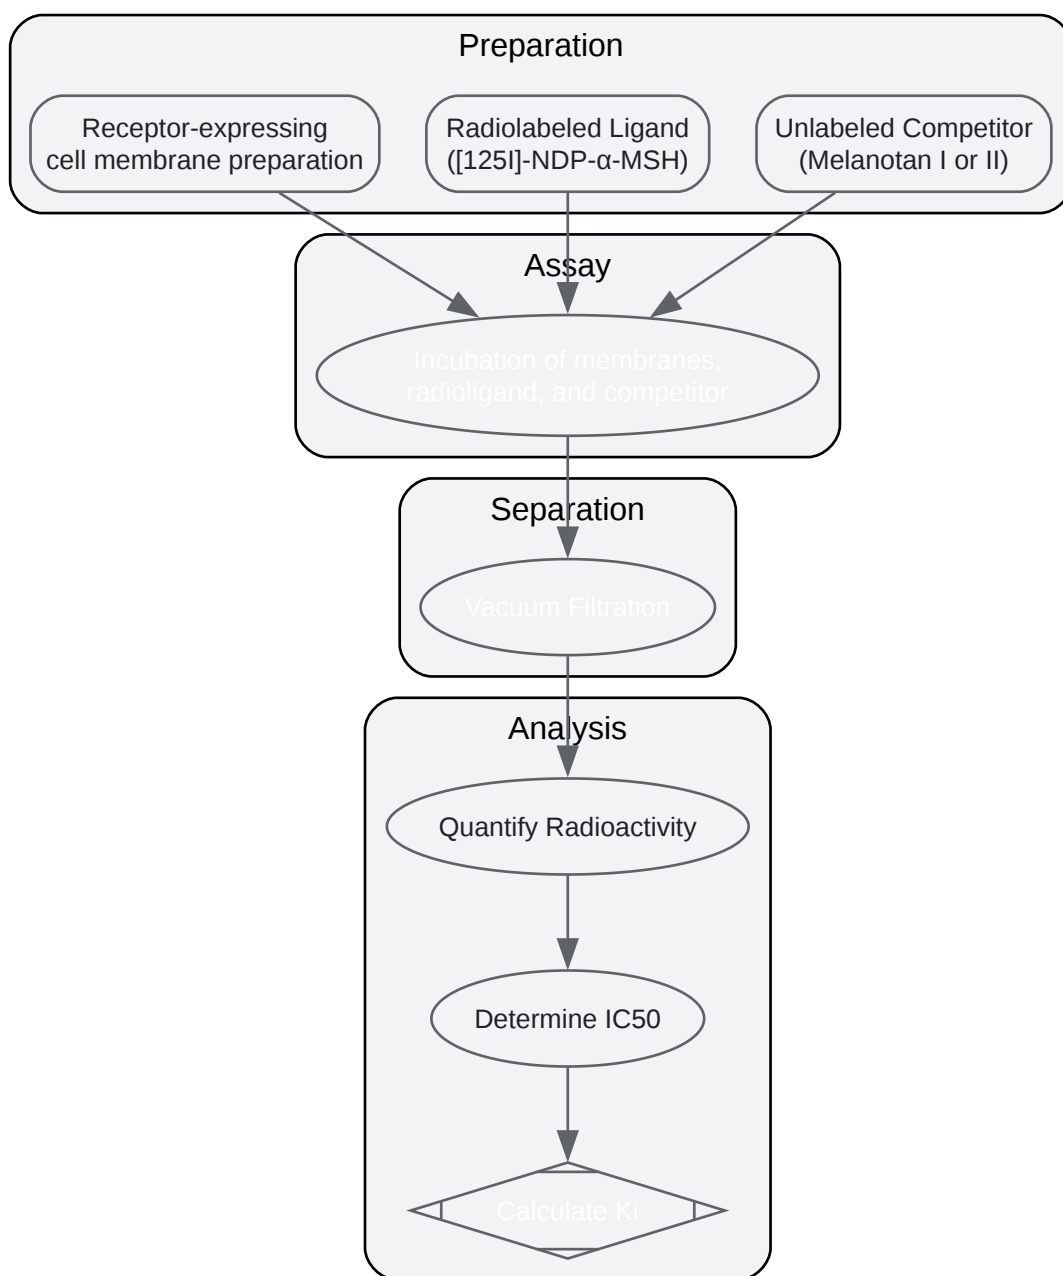 Preparation
Receptor-expressing
cell membrane preparation
Radiolabeled Ligand
([125I]-NDP-α-MSH)
Unlabeled Competitor
(Melanotan I or II)
Assay
Incubation of membranes,
radioligand, and competitor
Separation
Vacuum Filtration
Analysis
Quantify Radioactivity
Determine IC50
Calculate Ki